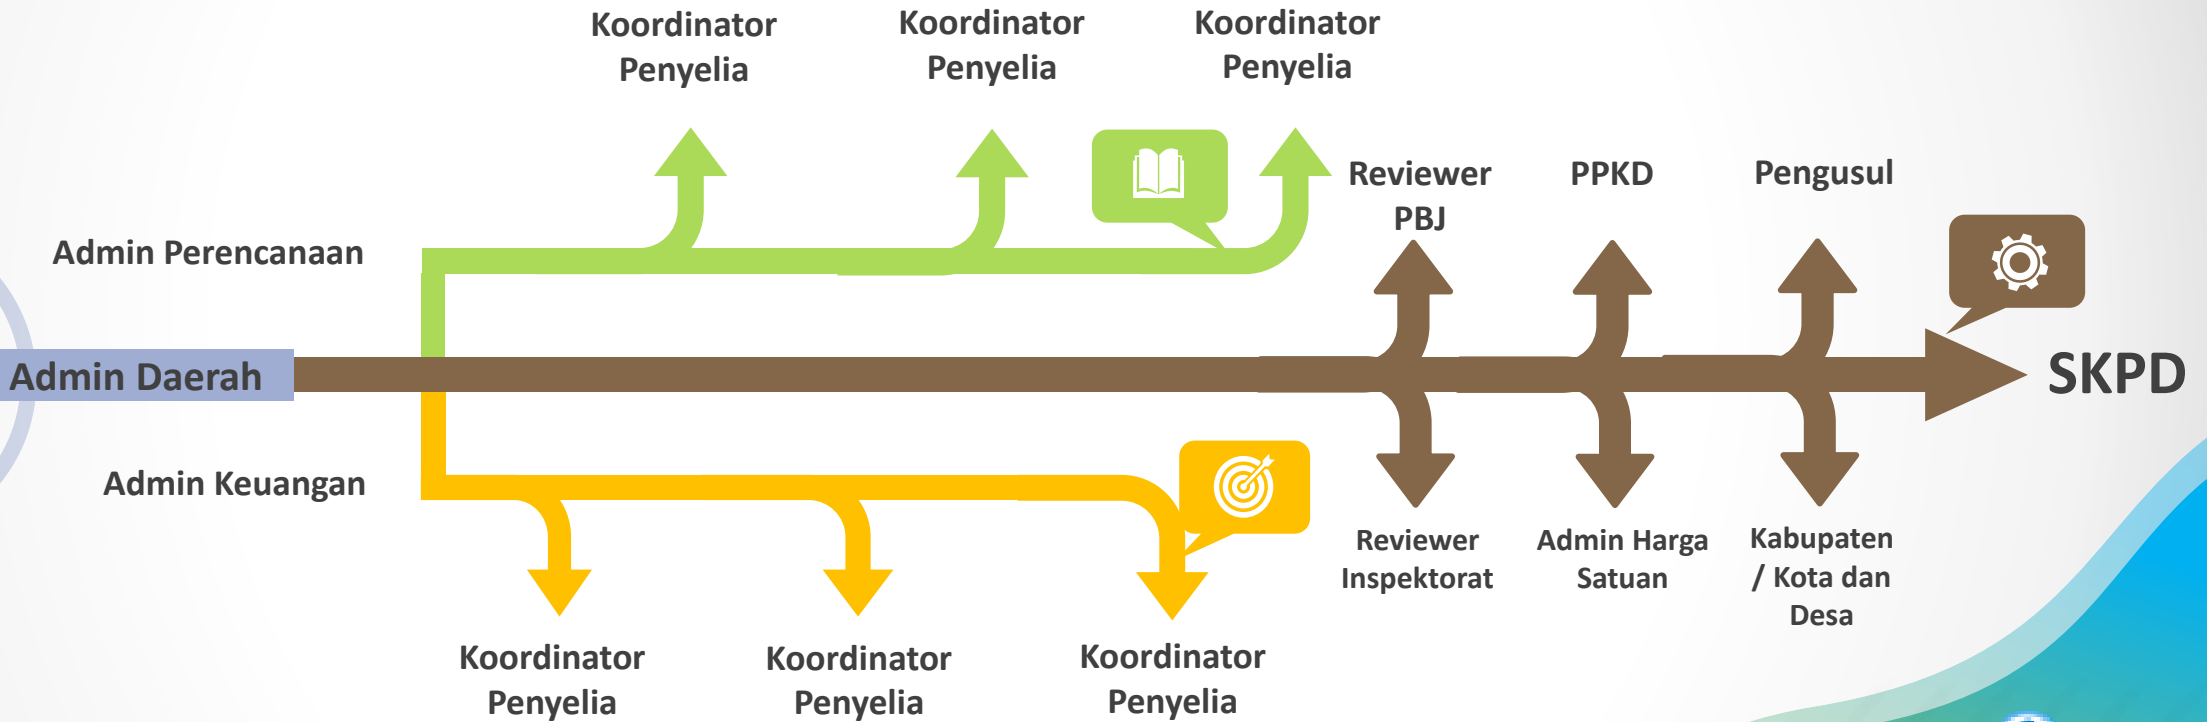 Koordinator
Penyelia
Koordinator
Penyelia
Koordinator
Penyelia
Reviewer
PBJ
PPKD
Pengusul
Admin Perencanaan
Admin Daerah
SKPD
Admin Keuangan
Reviewer
Inspektorat
Admin Harga
Satuan
Kabupaten
/ Kota dan
Desa
Koordinator
Penyelia
Koordinator
Penyelia
Koordinator
Penyelia